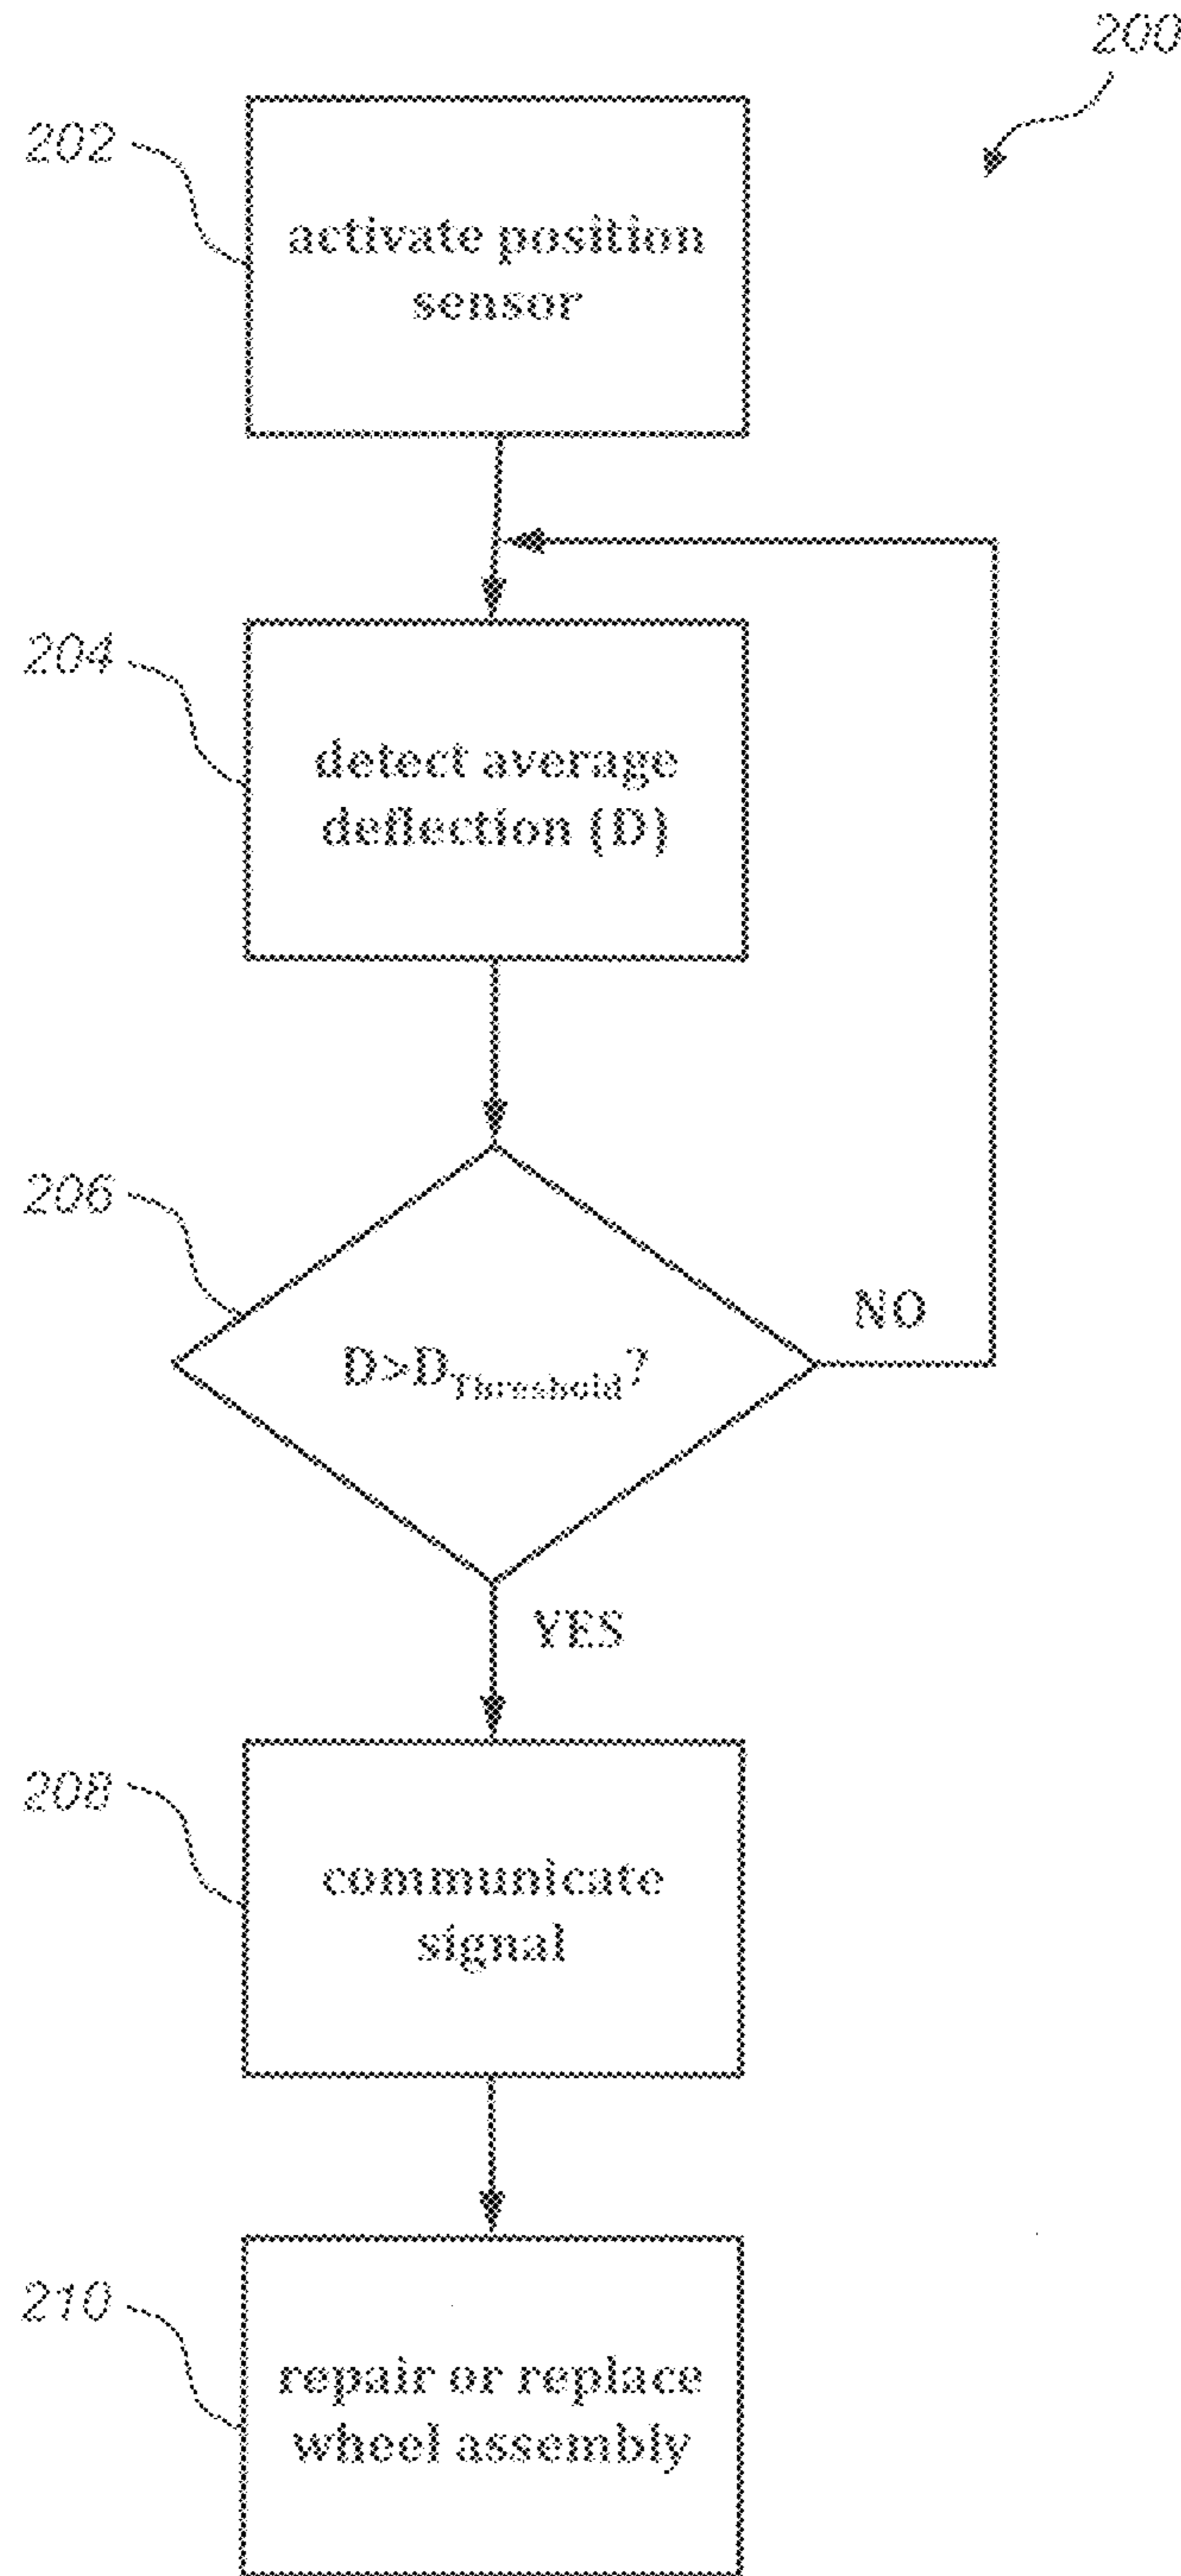 200
202
activate position
sensor
204
detect average
deflection (D)
206
D>DThreshold?
NO
YES
208
communicate
signal
210
repair or replace
wheel assembly